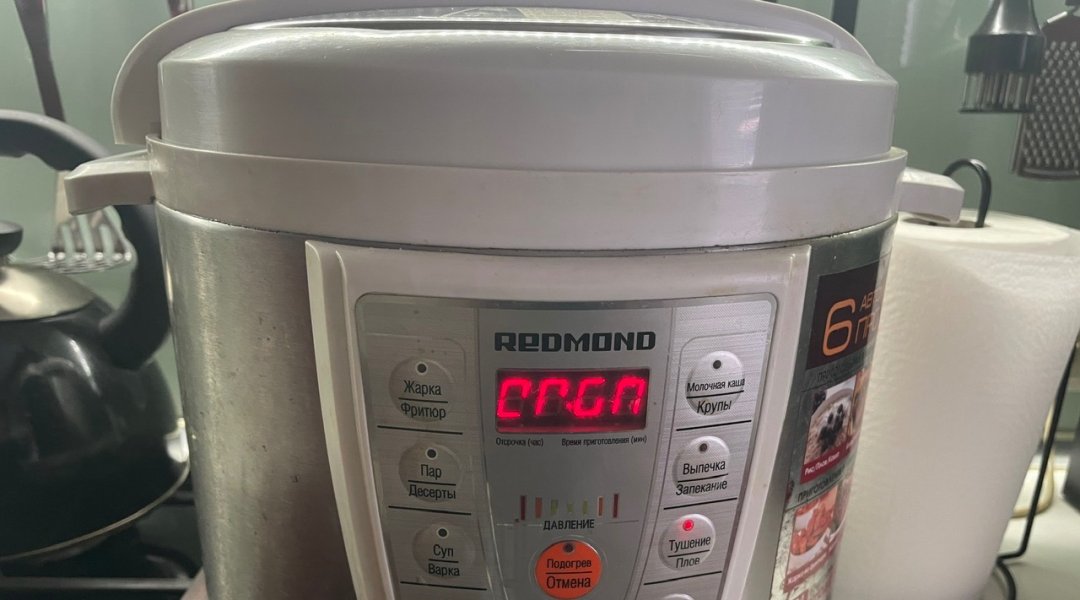 REDMOND
Жарка
Фритюр
Отсрочка (час)
Время приготовления (мин)
Молочная каша
Крупы
Пар
Десерты
Выпечка
Запекание
ДАВЛЕНИЕ
Суп
Варка
Подогрев
Отмена
Тушение
Плов
6